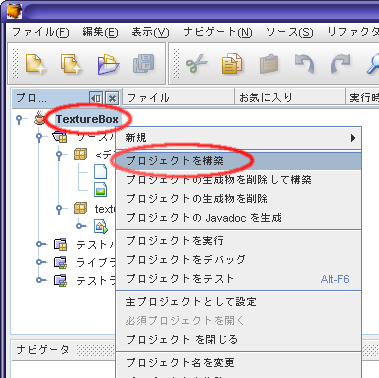 ファイル(F) 編集(E) 表示(V) ナビゲート(N) ソース(S) リファクタ
プロ... ファイル お気に入り 実行時
TextureBox
ソース
新規
<デ
プロジェクトを構築
プロジェクトの生成物を削除して構築
プロジェクトの生成物を削除
textu
プロジェクトの Javadoc を生成
テストパ
プロジェクトを実行
ライブラ
プロジェクトをデバッグ
テストラ
プロジェクトをテスト Alt-F6
主プロジェクトとして設定
必須プロジェクトを開く
プロジェクト を閉じる
ナビゲータ
プロジェクト名を変更